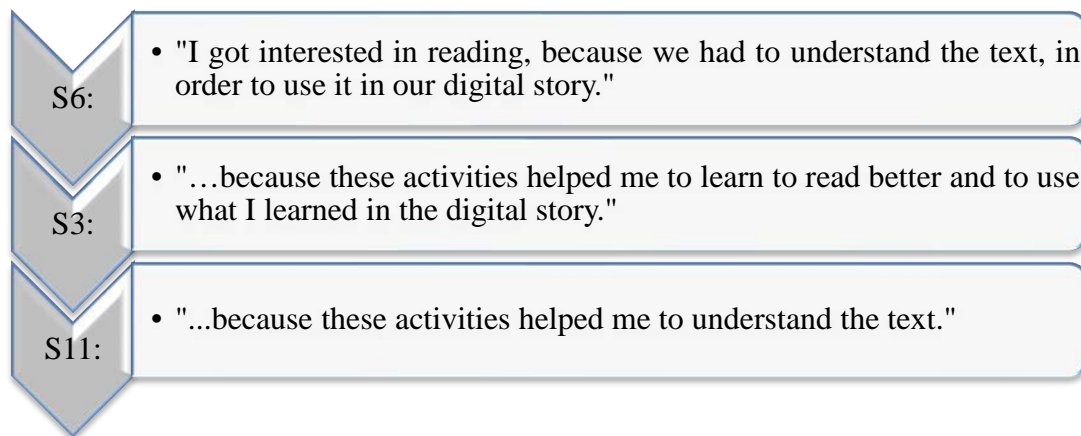 S6:
• "I got interested in reading, because we had to understand the text, in
order to use it in our digital story."
S3:
• "…because these activities helped me to learn to read better and to use
what I learned in the digital story."
S11:
• "...because these activities helped me to understand the text."